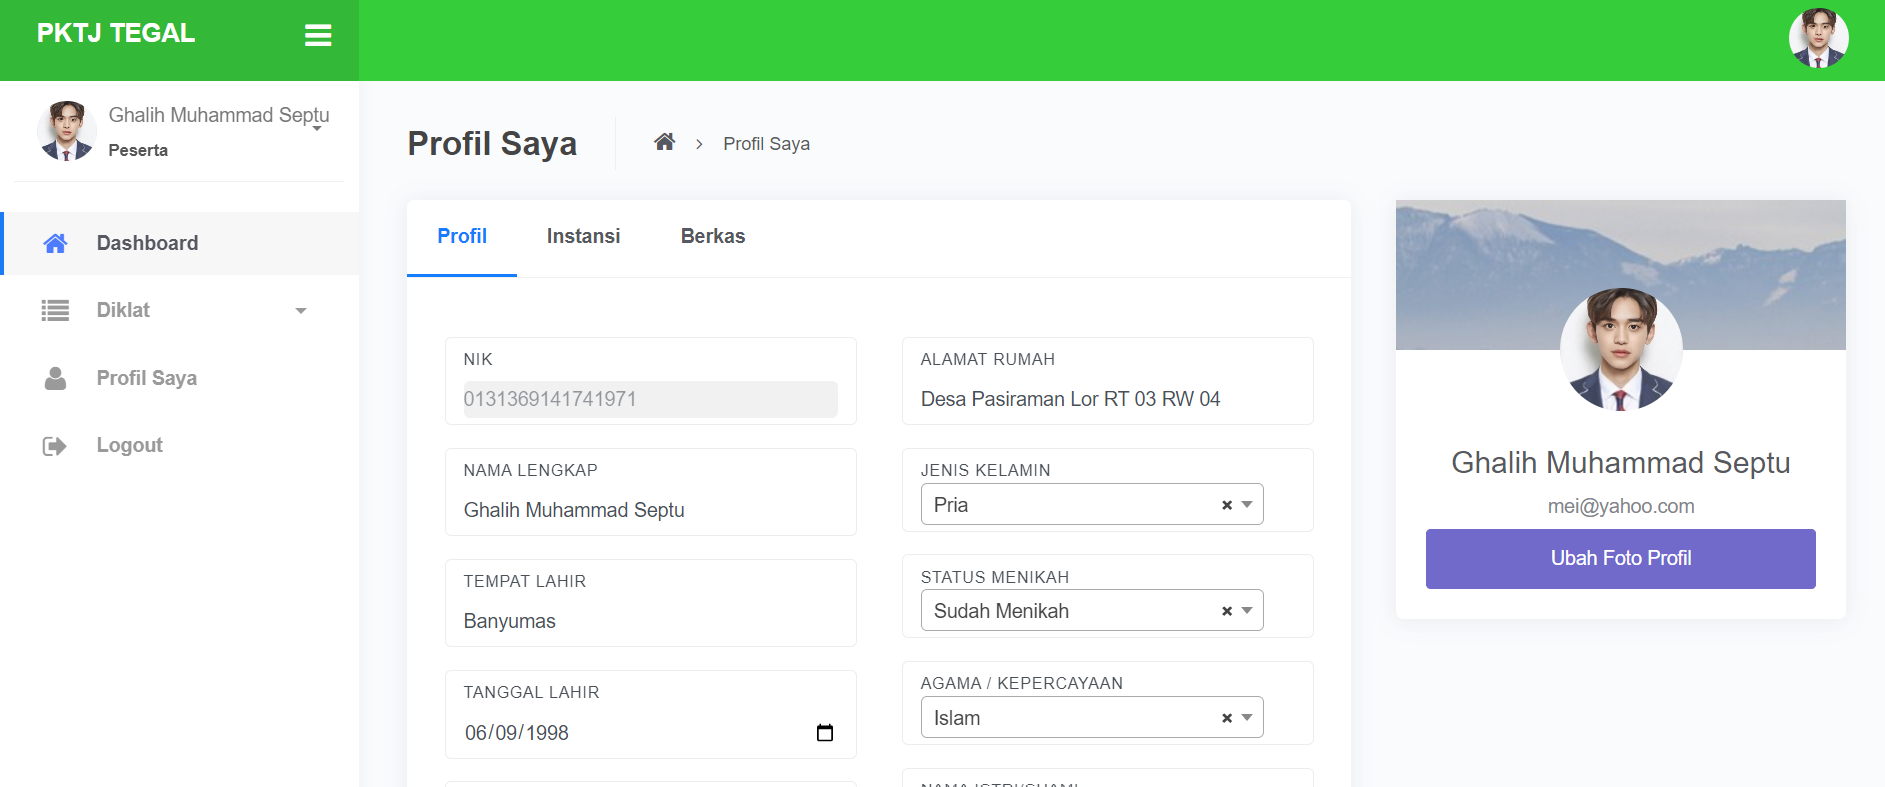 PKTJ TEGAL
Ghalih Muhammad Septu
Peserta
Dashboard
Diklat
Profil Saya
Logout
Profil Saya
Profil Saya
Profil
Instansi
Berkas
NIK
0131369141741971
NAMA LENGKAP
Ghalih Muhammad Septu
TEMPAT LAHIR
Banyumas
TANGGAL LAHIR
06/09/1998
ALAMAT RUMAH
Desa Pasiraman Lor RT 03 RW 04
JENIS KELAMIN
Pria
STATUS MENIKAH
Sudah Menikah
AGAMA / KEPERCAYAAN
Islam
NAMA ISTRI/SUAMI
Ghalih Muhammad Septu
mei@yahoo.com
Ubah Foto Profil